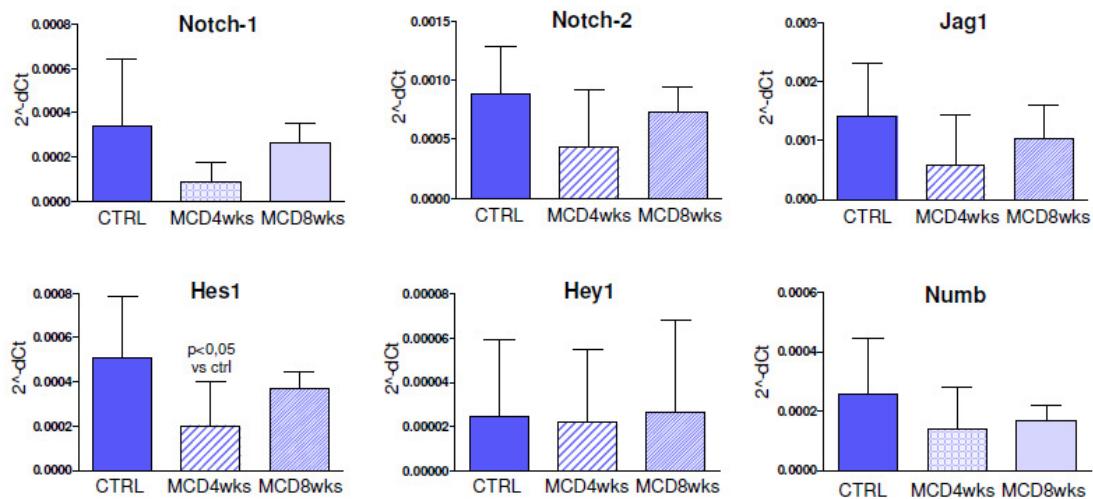 Notch-1
2^-dCt
0.0008
0.0006
0.0004
0.0002
0.0000
CTRL MCD4wks MCD8wks
Notch-2
2^-dCt
0.0015
0.0010
0.0005
0.0000
CTRL MCD4wks MCD8wks
Jag1
2^-dCt
0.003
0.002
0.001
0.000
CTRL MCD4wks MCD8wks
Hes1
2^-dCt
0.0008
0.0006
0.0004
0.0002
0.0000
p<0,05
vs ctrl
CTRL MCD4wks MCD8wks
Hey1
2^-dCt
0.00008
0.00006
0.00004
0.00002
0.00000
CTRL MCD4wks MCD8wks
Numb
2^-dCt
0.0006
0.0004
0.0002
0.0000
CTRL MCD4wks MCD8wks